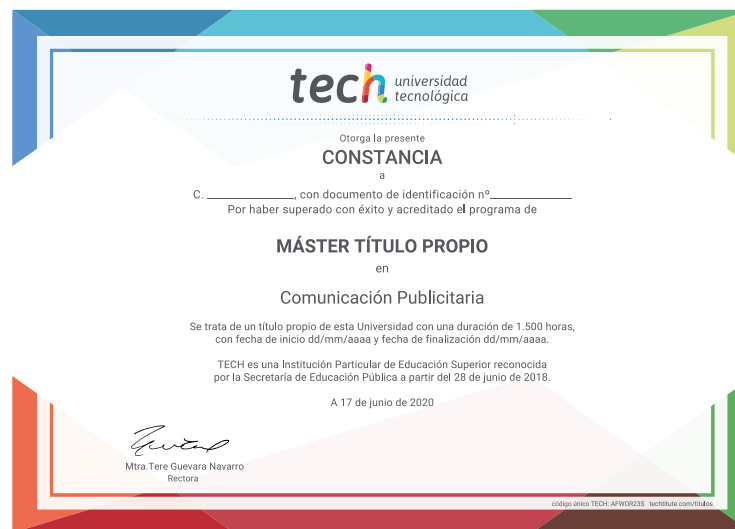 tech universidad
tecnológica
Otorga la presente
CONSTANCIA
a
C. ________________, con documento de identificación nº______________
Por haber superado con éxito y acreditado el programa de
MÁSTER TÍTULO PROPIO
en
Comunicación Publicitaria
Se trata de un título propio de esta Universidad con una duración de 1.500 horas,
con fecha de inicio dd/mm/aaaa y fecha de finalización dd/mm/aaaa.
TECH es una Institución Particular de Educación Superior reconocida
por la Secretaría de Educación Pública a partir del 28 de junio de 2018.
A 17 de junio de 2020
Mtra.Tere Guevara Navarro
Rectora
código único TECH: AFWOR23S techtitute.com/titulos